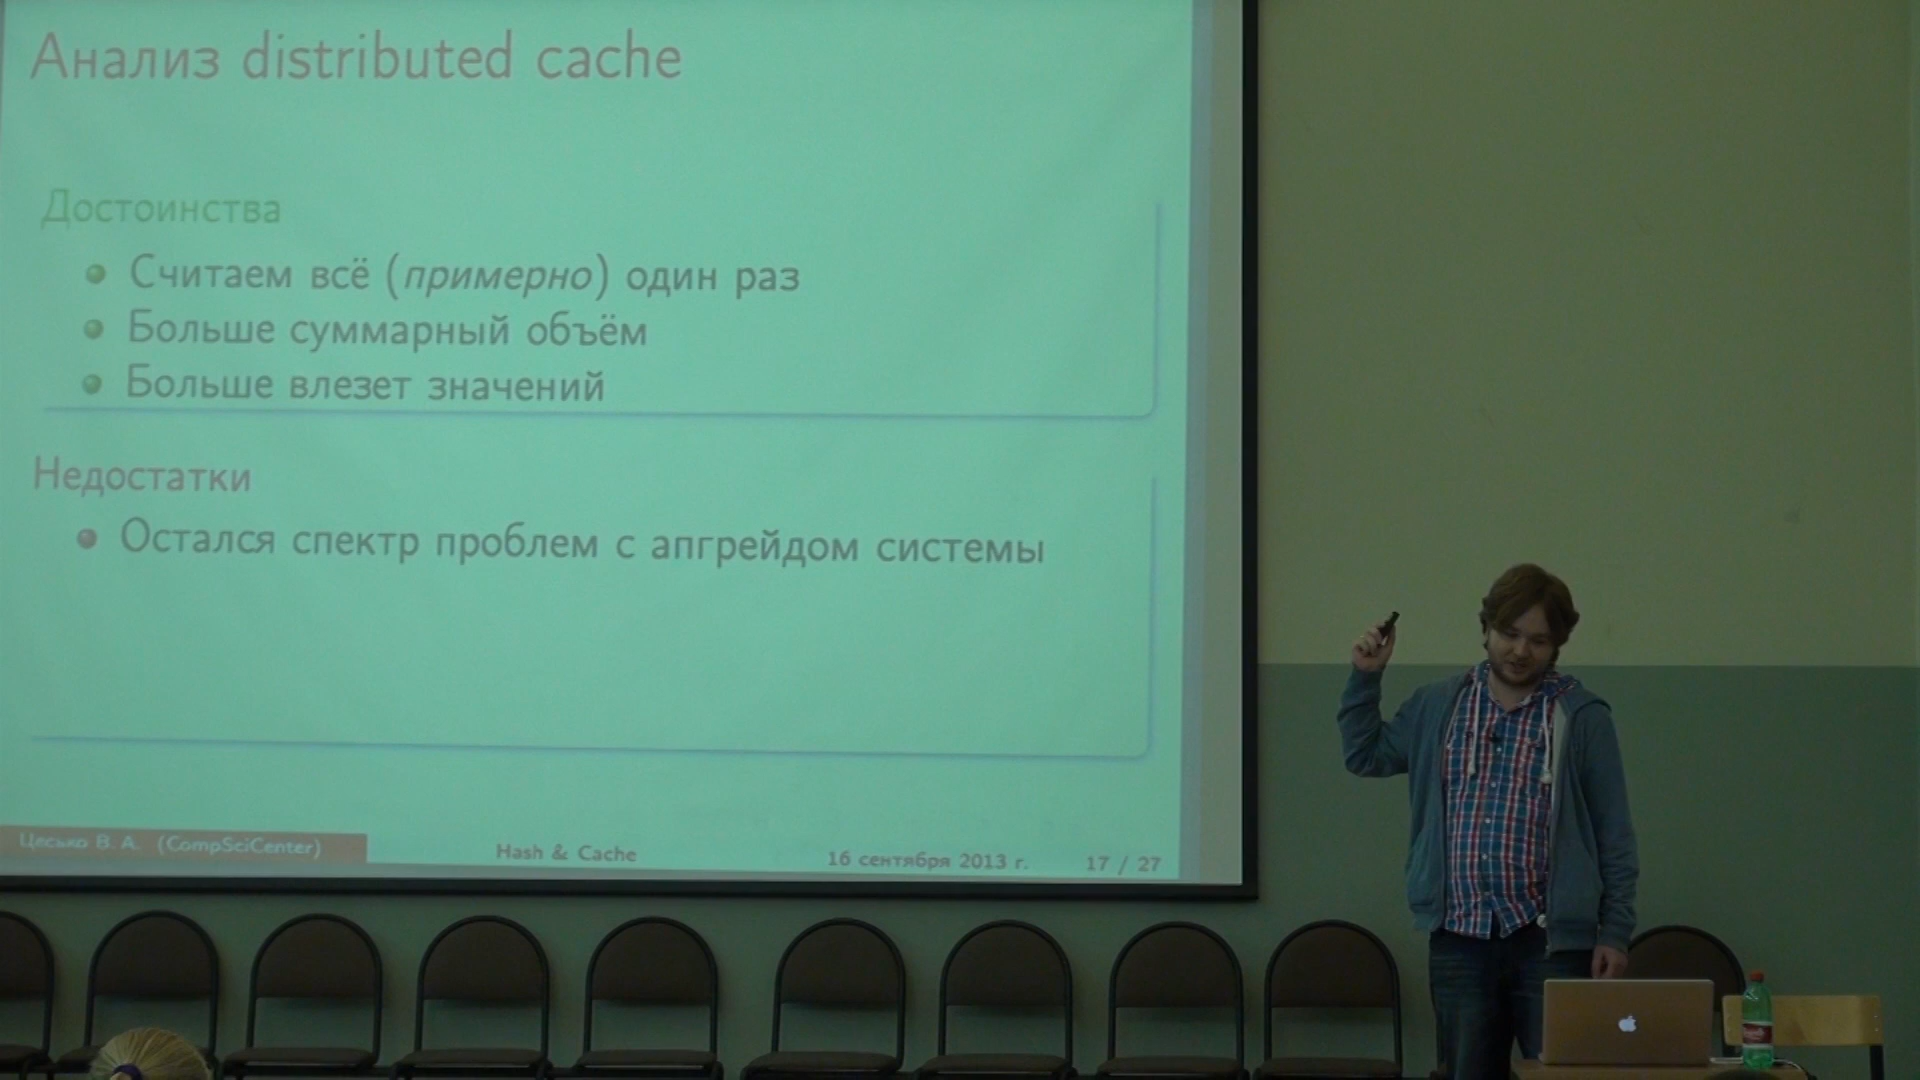 Анализ distributed cache
Достоинства
Считаем всё (примерно) один раз
Больше суммарный объём
Больше влезет значений
Недостатки
Остался спектр проблем с апгрейдом системы
Цесько В. А. (CompSciCenter)
Hash & Cache
16 сентября 2013 г.
17 / 27